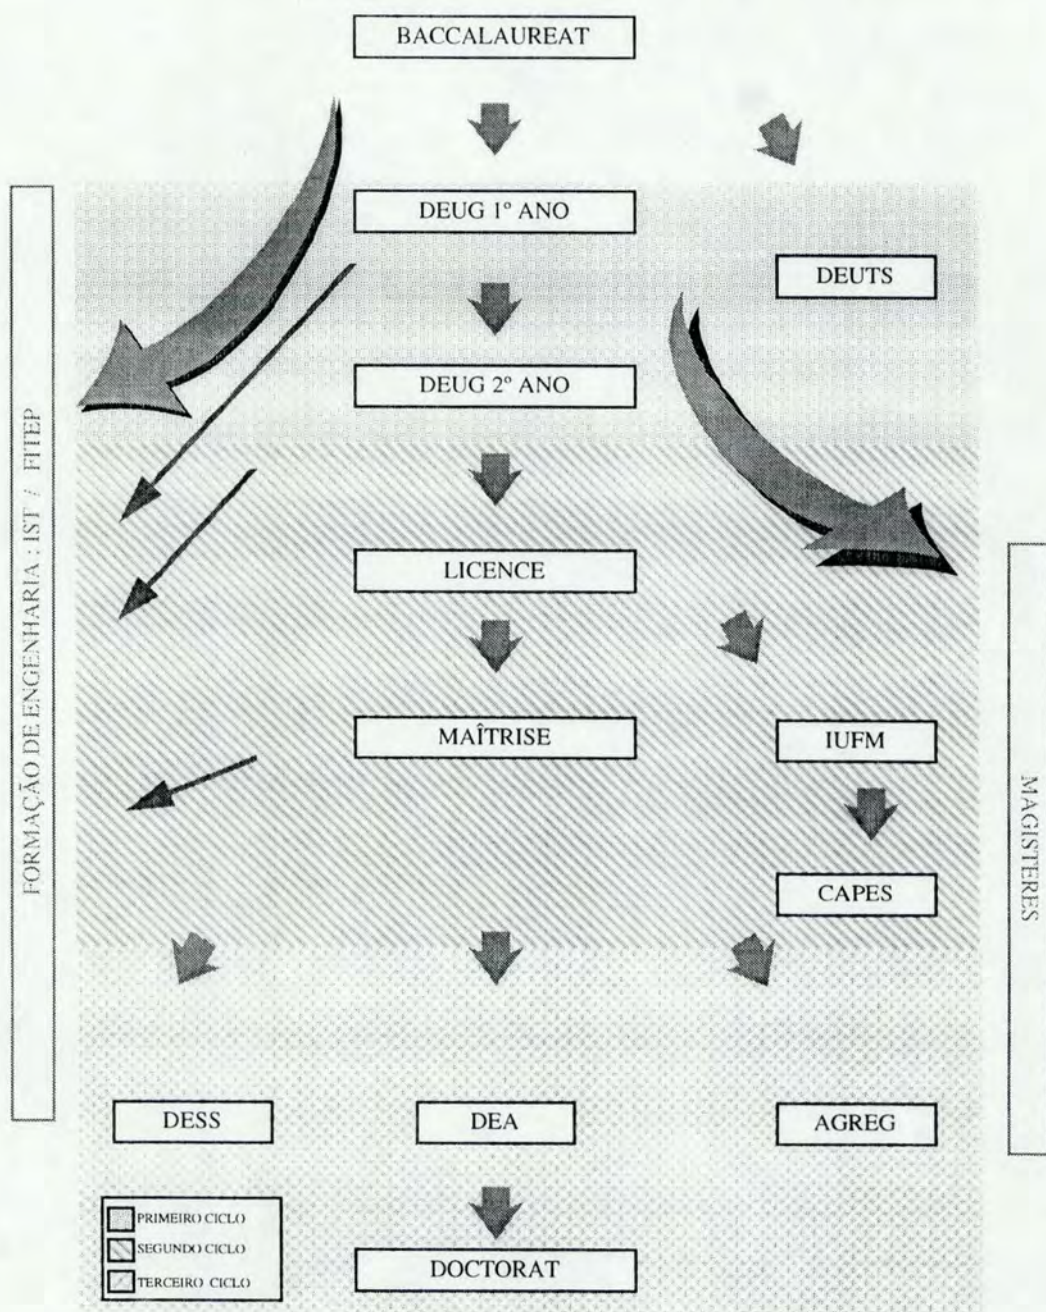 BACCALAUREAT
DEUG 1º ANO
DEUTS
DEUG 2º ANO
FORMAÇÃO DE ENGENHARIA : IST / FITEP
LICENCE
MAÎTRISE
IUFM
MAGISTERES
CAPES
DESS
DEA
AGREG
PRIMEIRO CICLO
SEGUNDO CICLO
TERCEIRO CICLO
DOCTORAT